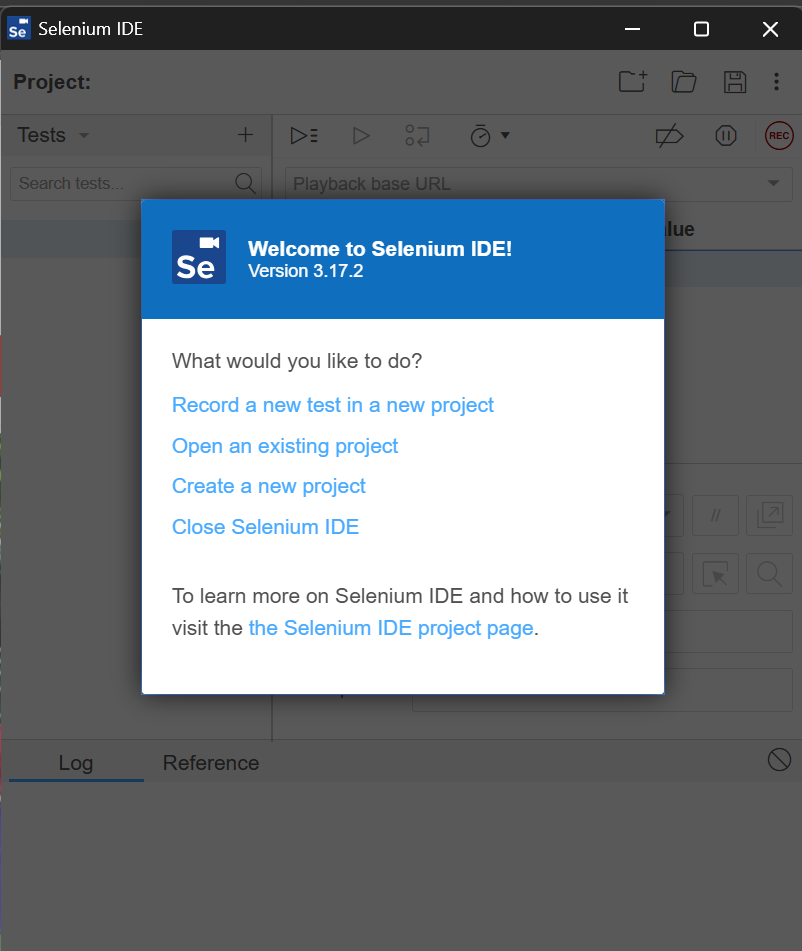 Se Selenium IDE
Project:
Tests
REC
Search tests...
Playback base URL
lue
Se
Welcome to Selenium IDE!
Version 3.17.2
What would you like to do?
Record a new test in a new project
Open an existing project
Create a new project
Close Selenium IDE
//
To learn more on Selenium IDE and how to use it
visit the the Selenium IDE project page.
Log
Reference